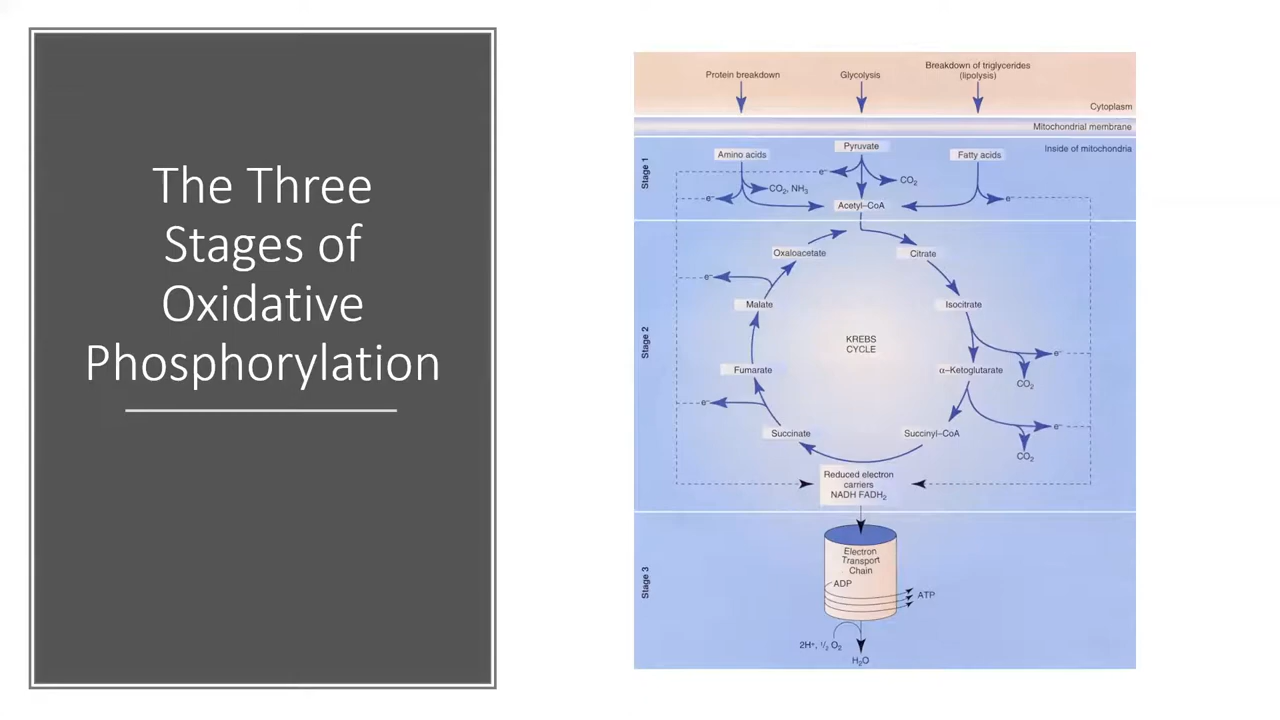 The Three
Stages of
Oxidative
Phosphorylation
Protein breakdown
Glycolysis
Breakdown of triglycerides
(lipolysis)
Cytoplasm
Mitochondrial membrane
Inside of mitochondria
Stage 1
Amino acids
Pyruvate
Fatty acids
e⁻
CO₂
CO₂, NH₃
e⁻
e⁻
Acetyl–CoA
Stage 2
Oxaloacetate
Citrate
e⁻
Malate
Isocitrate
KREBS
CYCLE
e⁻
CO₂
Fumarate
α–Ketoglutarate
e⁻
Succinate
Succinyl–CoA
e⁻
CO₂
Reduced electron
carriers
NADH FADH₂
Stage 3
Electron
Transport
Chain
ADP
ATP
2H⁺, ½ O₂
H₂O